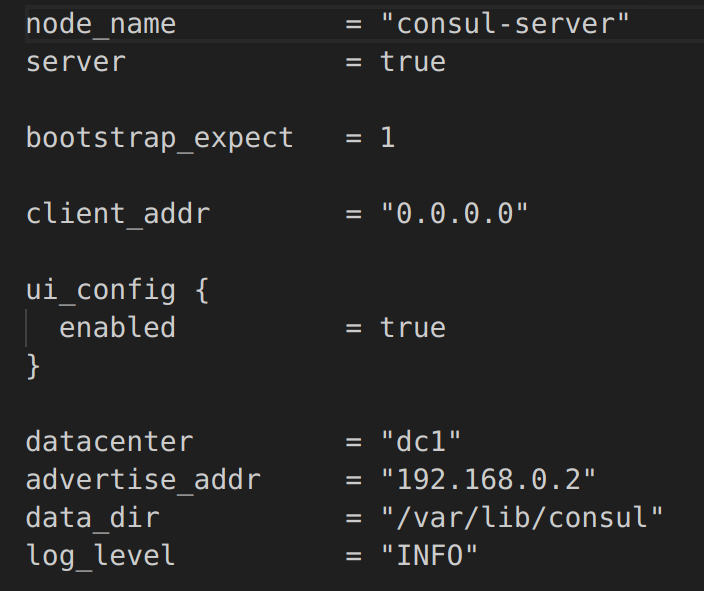 node_name          = "consul-server"
server             = true
bootstrap_expect   = 1
client_addr        = "0.0.0.0"
ui_config {
  enabled          = true
}
datacenter         = "dc1"
advertise_addr     = "192.168.0.2"
data_dir           = "/var/lib/consul"
log_level          = "INFO"